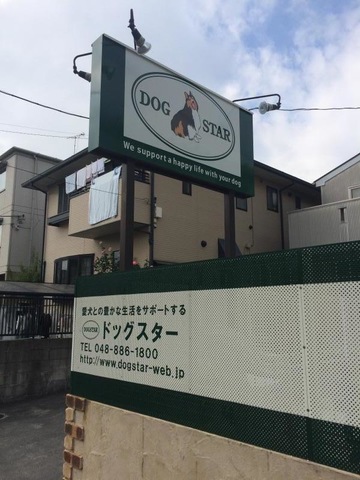 DOG STAR
We support a happy life with your dog
愛犬との豊かな生活をサポートする
DOGSTAR ドッグスター
TEL 048-886-1800
http://www.dogstar-web.jp